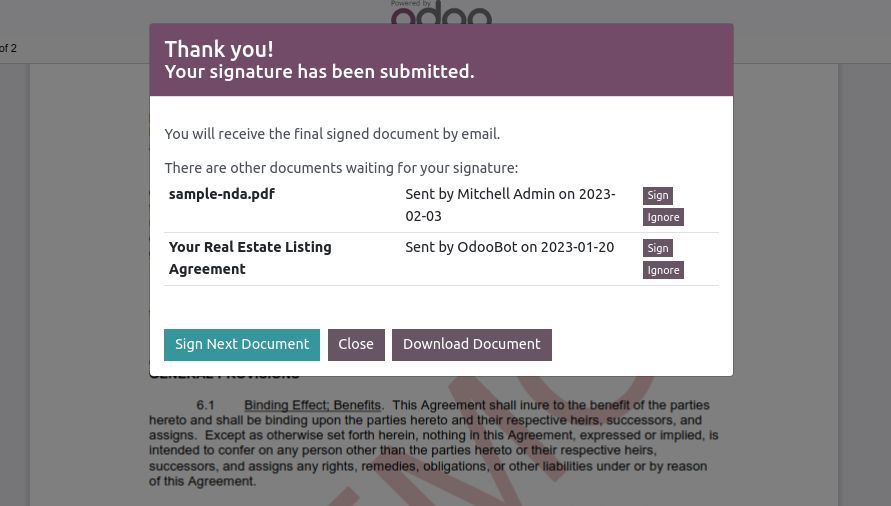 Powered by
odoo
of 2
Thank you!
Your signature has been submitted.
You will receive the final signed document by email.
There are other documents waiting for your signature:
sample-nda.pdf
Sent by Mitchell Admin on 2023-
02-03
Sign
Ignore
Your Real Estate Listing
Agreement
Sent by OdooBot on 2023-01-20
Sign
Ignore
Sign Next Document
Close
Download Document
GENERAL PROVISIONS
6.1 Binding Effect; Benefits. This Agreement shall inure to the benefit of the parties
hereto and shall be binding upon the parties hereto and their respective heirs, successors, and
assigns. Except as otherwise set forth herein, nothing in this Agreement, expressed or implied, is
intended to confer on any person other than the parties hereto or their respective heirs,
successors, and assigns any rights, remedies, obligations, or other liabilities under or by reason
of this Agreement.